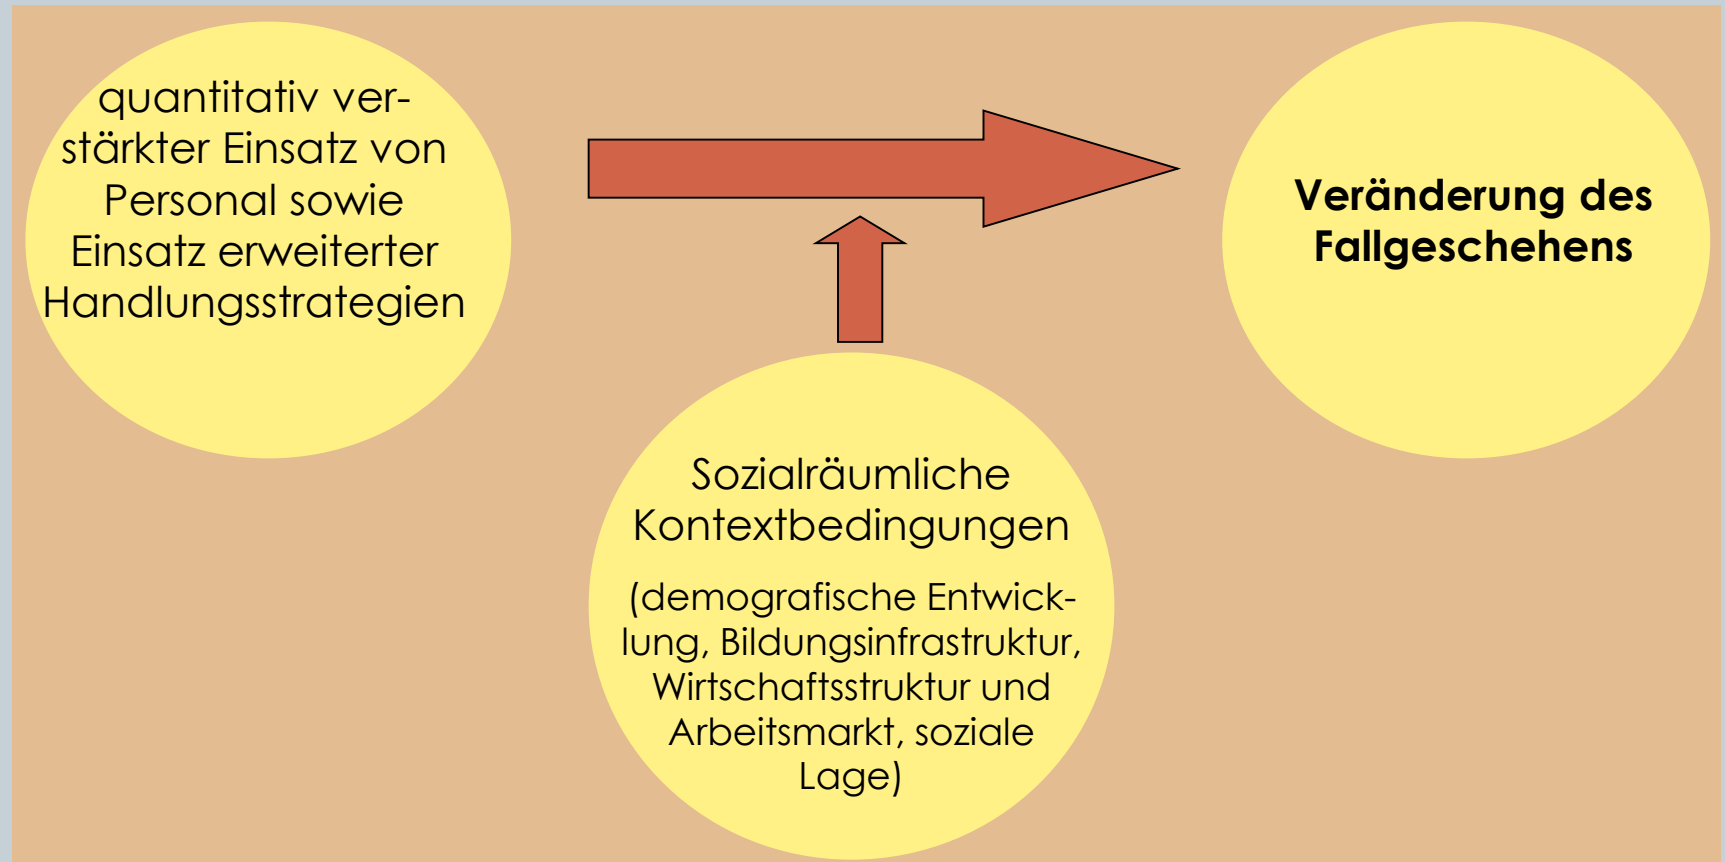 quantitativ ver-
stärkter Einsatz von
Personal sowie
Einsatz erweiterter
Handlungsstrategien
Veränderung des
Fallgeschehens
Sozialräumliche
Kontextbedingungen
(demografische Entwick-
lung, Bildungsinfrastruktur,
Wirtschaftsstruktur und
Arbeitsmarkt, soziale
Lage)